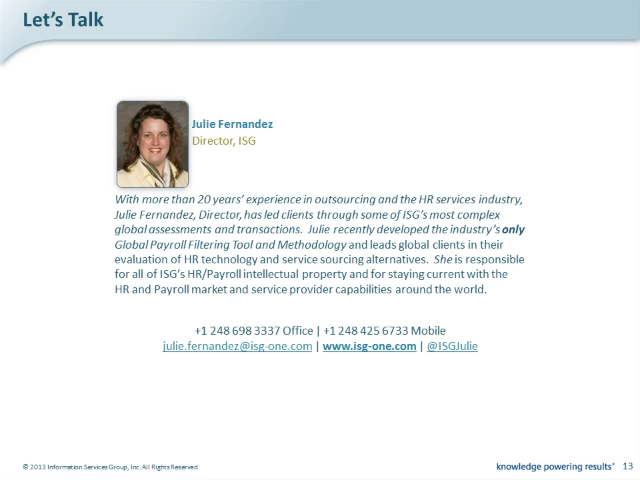 Let's Talk
Julie Fernandez
Director, ISG
With more than 20 years' experience in outsourcing and the HR services industry,
Julie Fernandez, Director, has led clients through some of ISG's most complex
global assessments and transactions.  Julie recently developed the industry's only
Global Payroll Filtering Tool and Methodology and leads global clients in their
evaluation of HR technology and service sourcing alternatives.  She is responsible
for all of ISG's HR/Payroll intellectual property and for staying current with the
HR and Payroll market and service provider capabilities around the world.
+1 248 698 3337 Office | +1 248 425 6733 Mobile
julie.fernandez@isg-one.com | www.isg-one.com | @ISGJulie
© 2013 Information Services Group, Inc. All Rights Reserved
knowledge powering results® 13